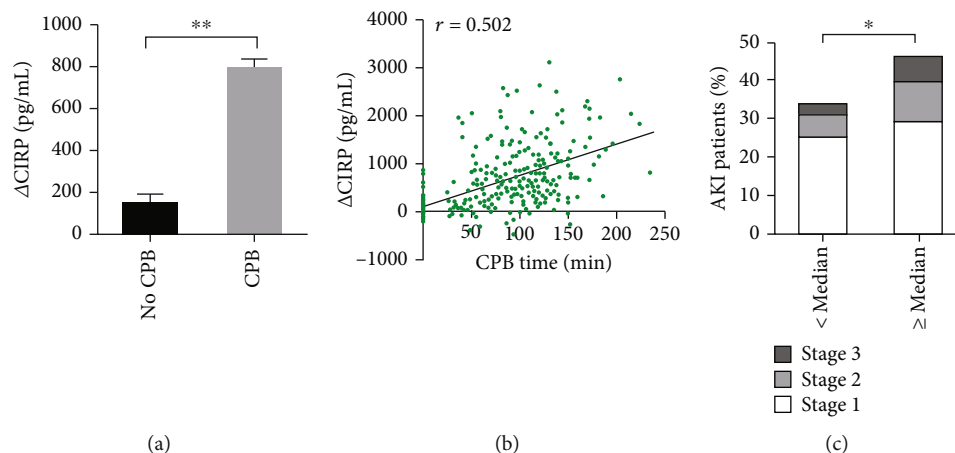 1000
800
600
400
200
0
ΔCIRP (pg/mL)
**
No CPB
CPB
(a)
r = 0.502
4000
3000
2000
1000
0
−1000
ΔCIRP (pg/mL)
50 100 150 200 250
CPB time (min)
(b)
50
40
30
20
10
0
AKI patients (%)
*
< Median
≥ Median
Stage 3
Stage 2
Stage 1
(c)